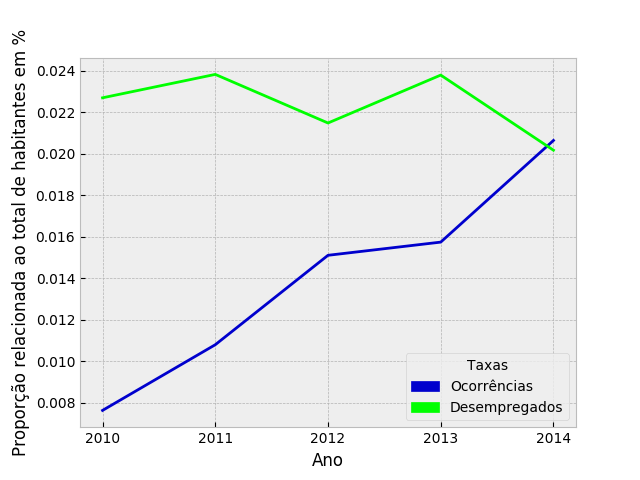 Proporção relacionada ao total de habitantes em %
0.024
0.022
0.020
0.018
0.016
0.014
0.012
0.010
0.008
Taxas
Ocorrências
Desempregados
2010 2011 2012 2013 2014
Ano